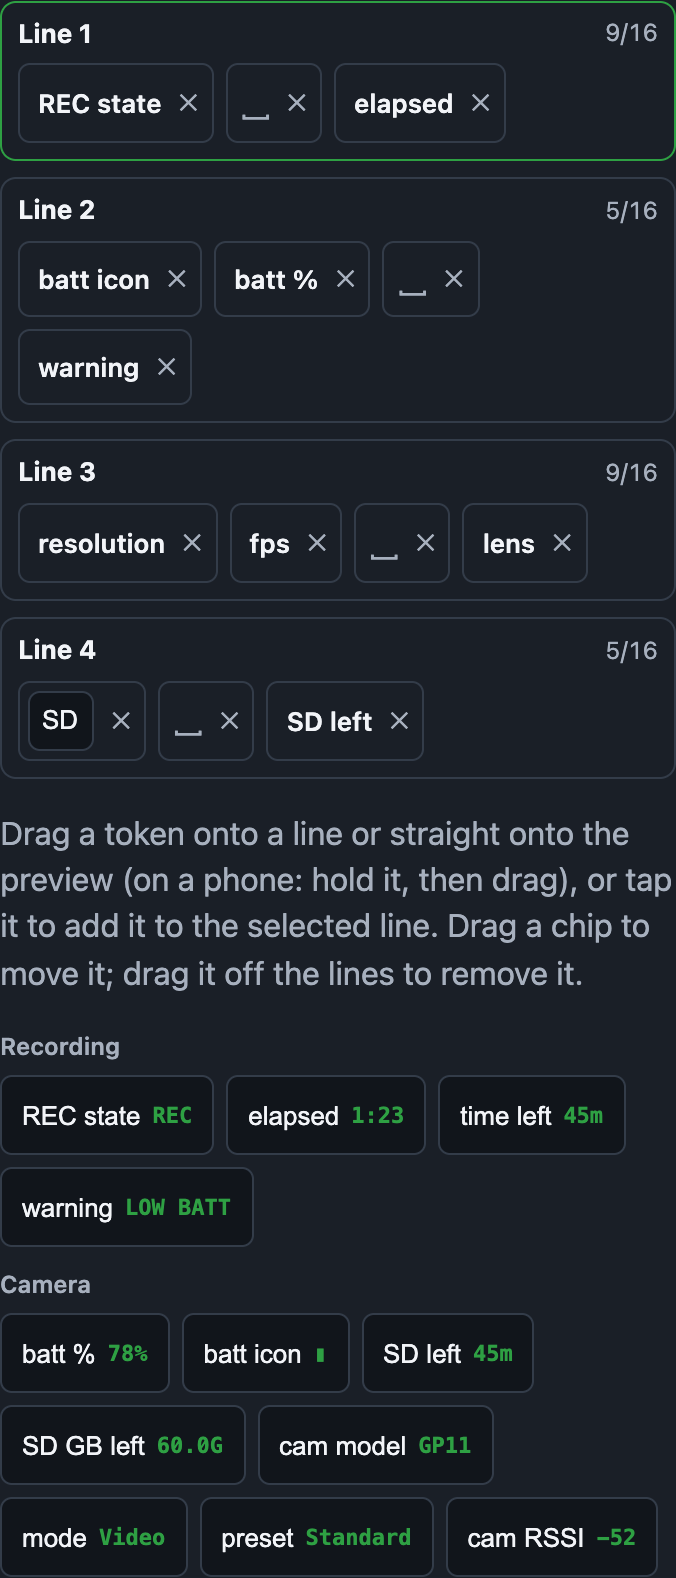 Line 1 9/16
REC state × ⎵ × elapsed ×
Line 2 5/16
batt icon × batt % × ⎵ ×
warning ×
Line 3 9/16
resolution × fps × ⎵ × lens ×
Line 4 5/16
SD × ⎵ × SD left ×
Drag a token onto a line or straight onto the
preview (on a phone: hold it, then drag), or tap
it to add it to the selected line. Drag a chip to
move it; drag it off the lines to remove it.
Recording
REC state REC elapsed 1:23 time left 45m
warning LOW BATT
Camera
batt % 78% batt icon ▮ SD left 45m
SD GB left 60.0G cam model GP11
mode Video preset Standard cam RSSI −52